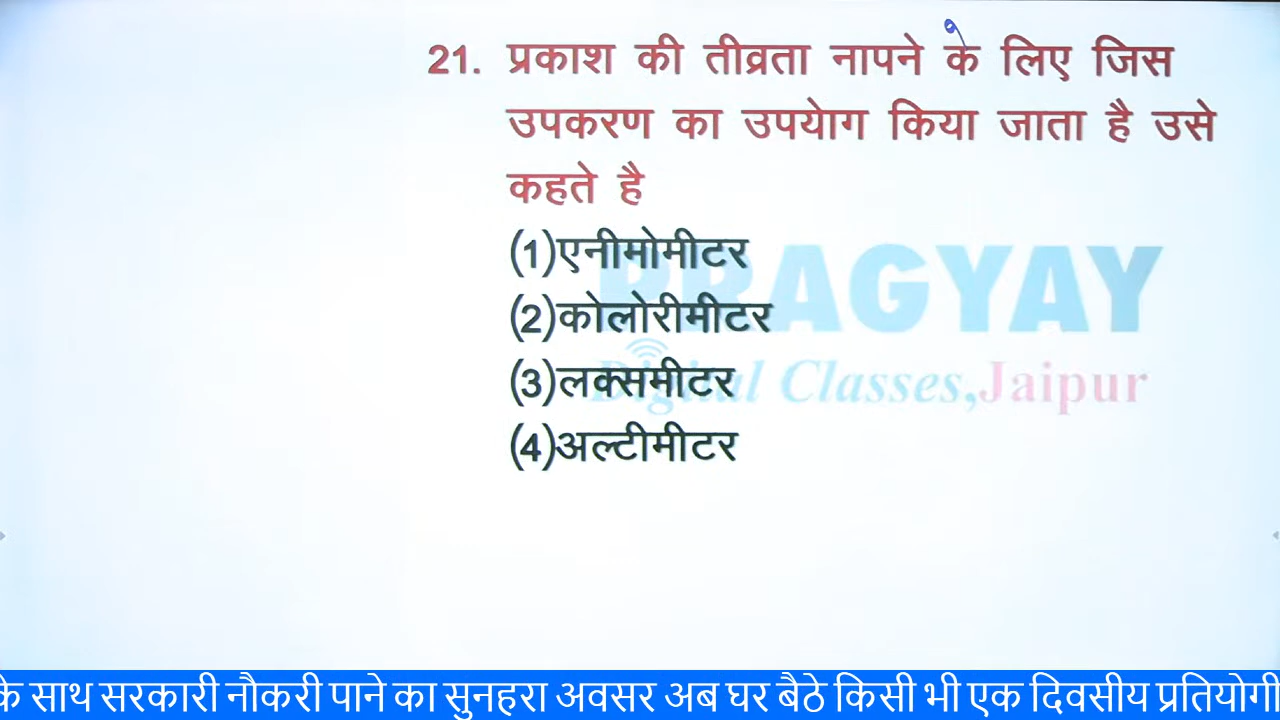 21. प्रकाश की तीव्रता नापने के लिए जिस
उपकरण का उपयेाग किया जाता है उसे
कहते है
(1)एनीमोमीटर
(2)कोलोरीमीटर
(3)लक्समीटर
(4)अल्टीमीटर
PRAGYAY
Digital Classes,Jaipur
के साथ सरकारी नौकरी पाने का सुनहरा अवसर अब घर बैठे किसी भी एक दिवसीय प्रतियोगी